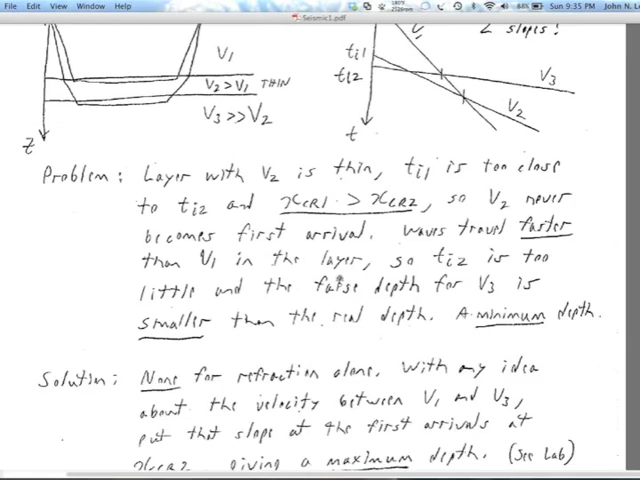 File Edit View Window Help
88% Sun 9:35 PM John N. L
Seismic1.pdf
2 slopes!
V1
V2 > V1 THIN
V3 >> V2
z
ti1
ti2
V3
V2
t
Problem: Layer with V2 is thin, ti1 is too close
to ti2 and xCR1 > xCR2, so V2 never
becomes first arrival. Waves travel faster
than V1 in the layer, so ti2 is too
little and the false depth for V3 is
smaller than the real depth. A minimum depth.
Solution: None for refraction alone. With any idea
about the velocity between V1 and V3,
put that slope at the first arrivals at
xCR2 giving a maximum depth. (See Lab)